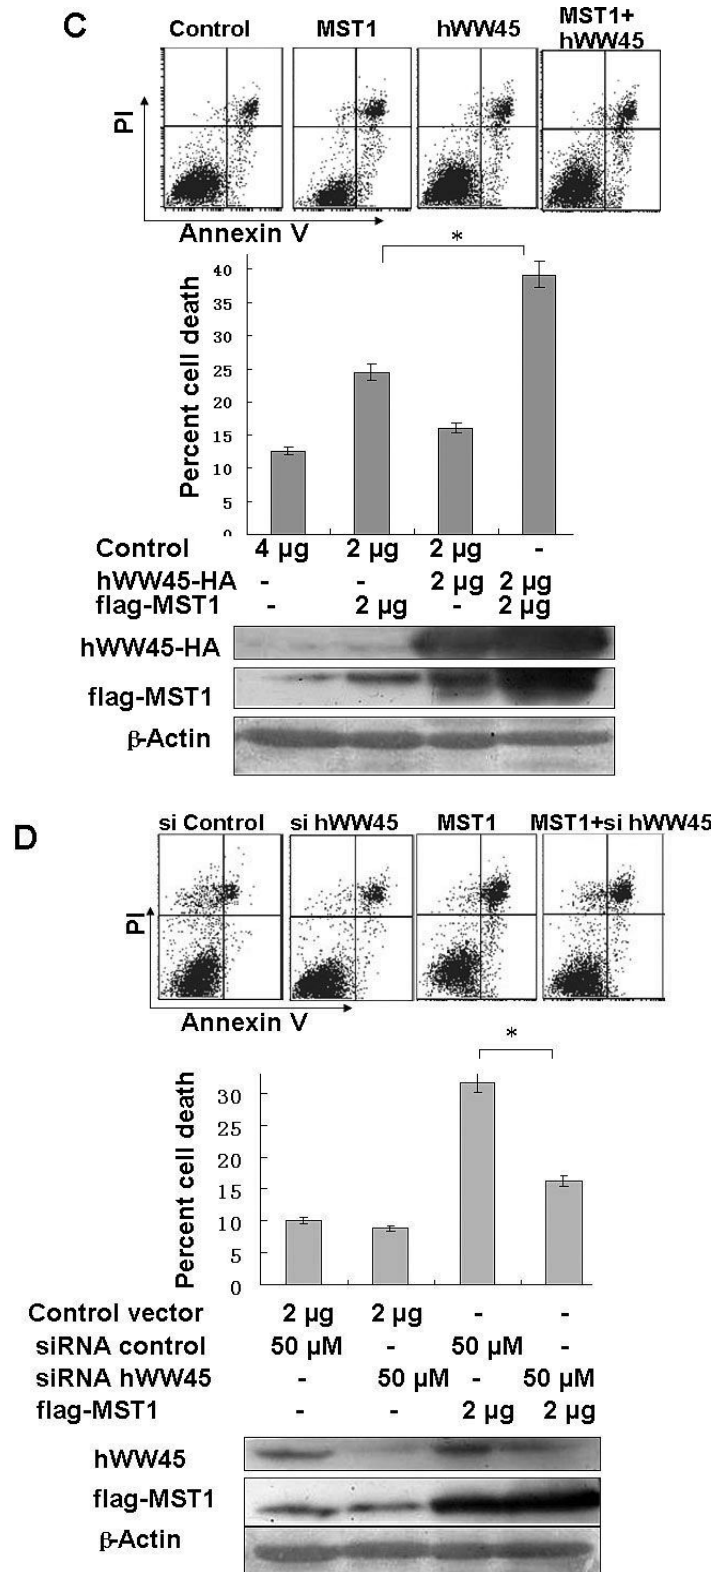 C
Control MST1 hWW45 MST1+
hWW45
PI
Annexin V
*
Percent cell death
40
35
30
25
20
15
10
5
0
Control 4 µg 2 µg 2 µg -
hWW45-HA - - 2 µg 2 µg
flag-MST1 - 2 µg - 2 µg
hWW45-HA
flag-MST1
β-Actin
D
si Control si hWW45 MST1 MST1+si hWW45
PI
Annexin V
*
Percent cell death
30
25
20
15
10
5
0
Control vector 2 µg 2 µg - -
siRNA control 50 µM - 50 µM -
siRNA hWW45 - 50 µM - 50 µM
flag-MST1 - - 2 µg 2 µg
hWW45
flag-MST1
β-Actin